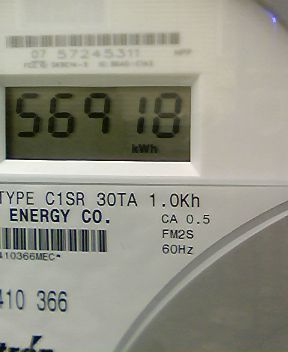 07 57245311
56918
kWh
TYPE C1SR 30TA 1.0Kh
ENERGY CO.
CA 0.5
FM2S
60Hz
410366MEC*
410 366